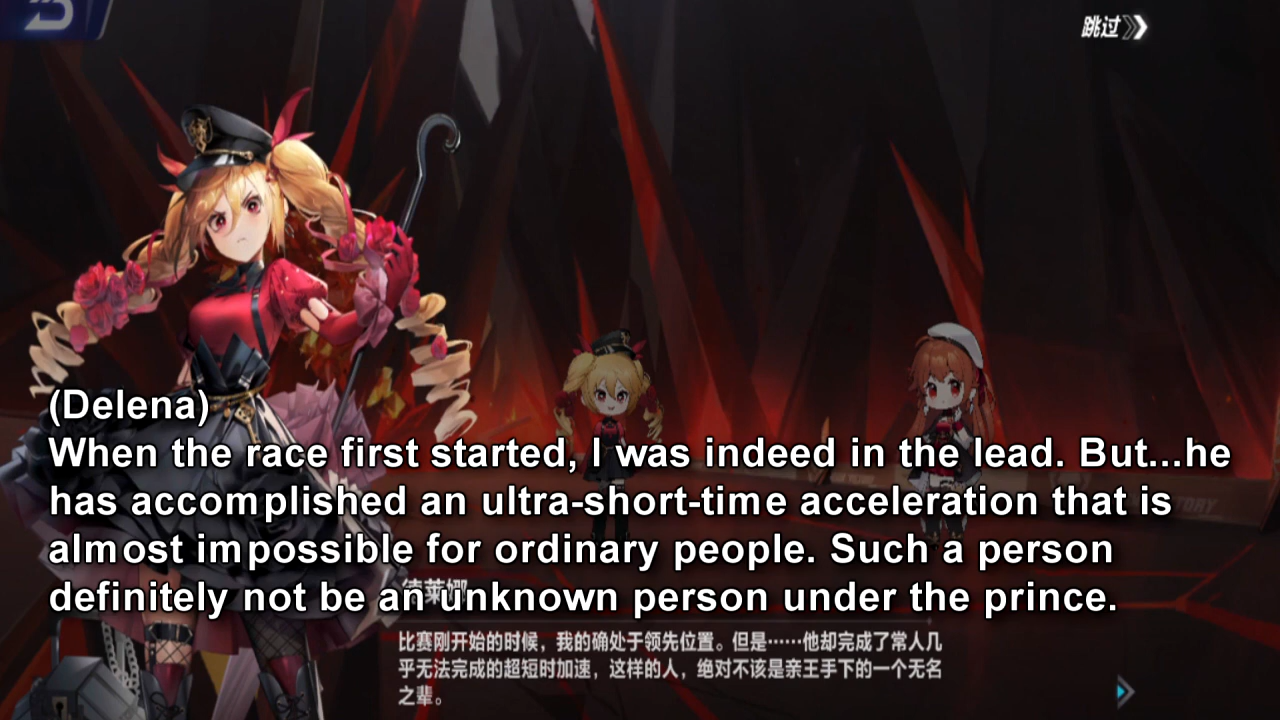 跳过
(Delena)
When the race first started, I was indeed in the lead. But...he
has accomplished an ultra-short-time acceleration that is
almost impossible for ordinary people. Such a person
definitely not be an unknown person under the prince.
德莱娜
比赛刚开始的时候，我的确处于领先位置。但是……他却完成了常人几
乎无法完成的超短时加速，这样的人，绝对不该是亲王手下的一个无名
之辈。